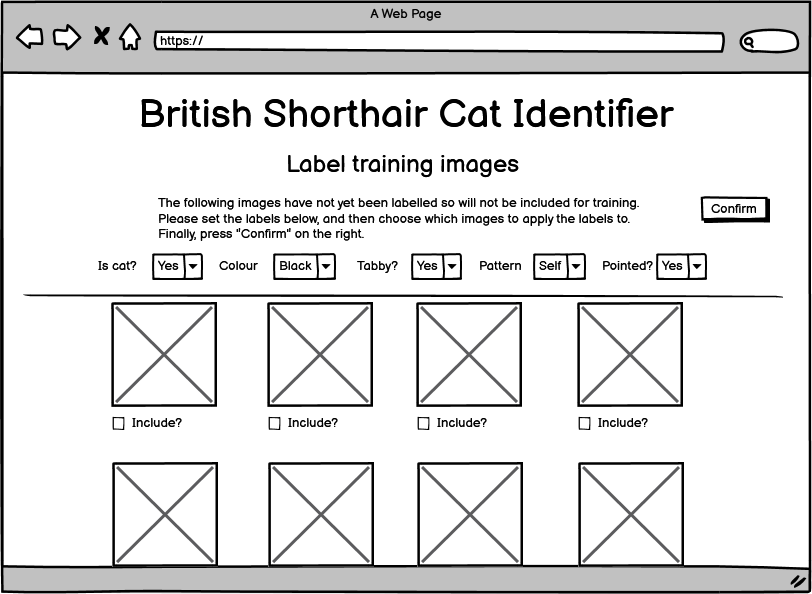 A Web Page
https://
British Shorthair Cat Identifier
Label training images
The following images have not yet been labelled so will not be included for training.
Please set the labels below, and then choose which images to apply the labels to.
Finally, press "Confirm" on the right.
Confirm
Is cat? Yes Colour Black Tabby? Yes Pattern Self Pointed? Yes
Include? Include? Include? Include?